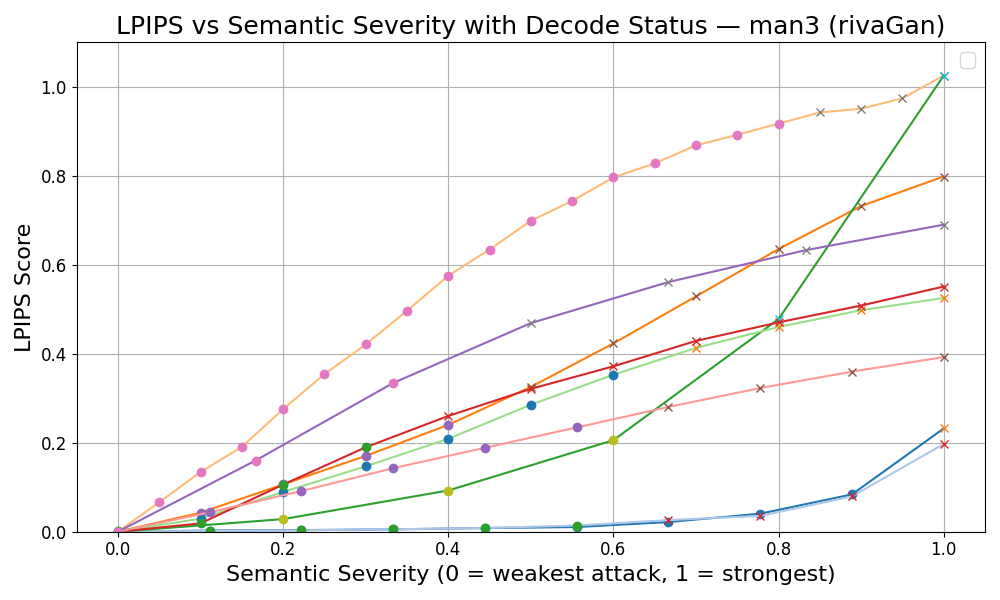 LPIPS vs Semantic Severity with Decode Status — man3 (rivaGan)
LPIPS Score
1.0
0.8
0.6
0.4
0.2
0.0
0.0 0.2 0.4 0.6 0.8 1.0
Semantic Severity (0 = weakest attack, 1 = strongest)